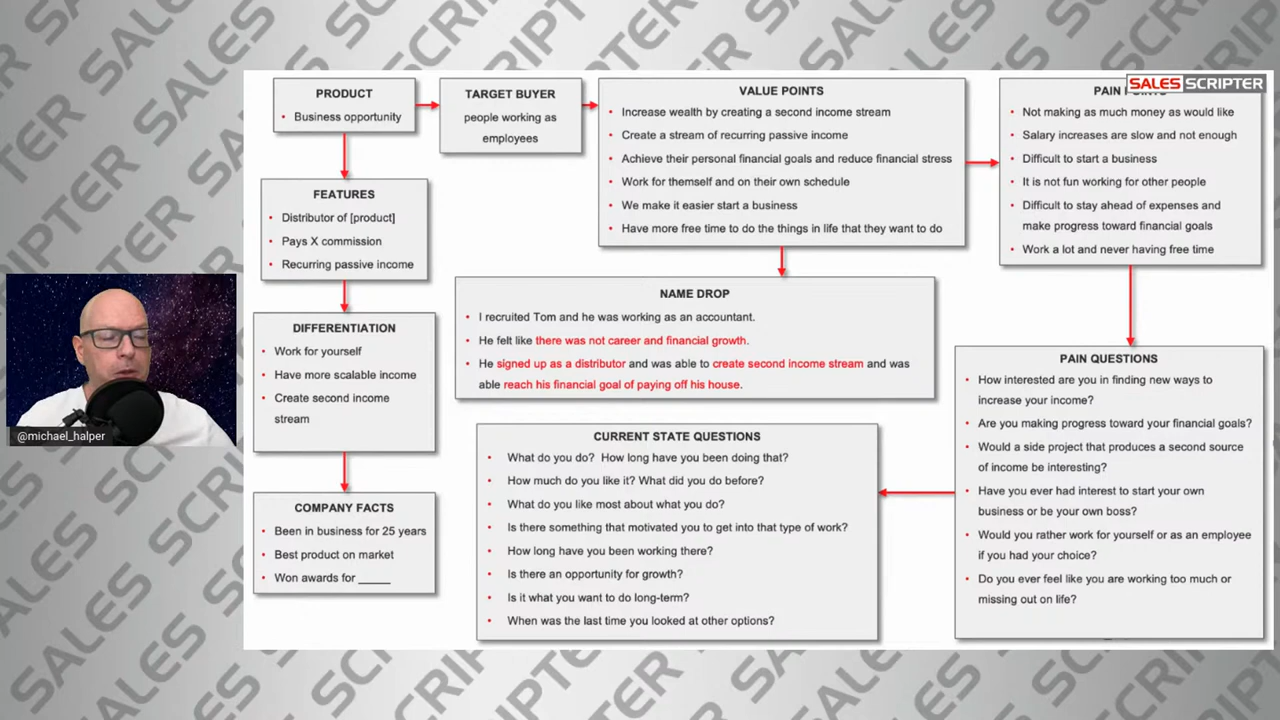 SALES SCRIPTER
PRODUCT
Business opportunity
TARGET BUYER
people working as
employees
VALUE POINTS
Increase wealth by creating a second income stream
Create a stream of recurring passive income
Achieve their personal financial goals and reduce financial stress
Work for themself and on their own schedule
We make it easier start a business
Have more free time to do the things in life that they want to do
PAIN
Not making as much money as would like
Salary increases are slow and not enough
Difficult to start a business
It is not fun working for other people
Difficult to stay ahead of expenses and
make progress toward financial goals
Work a lot and never having free time
FEATURES
Distributor of [product]
Pays X commission
Recurring passive income
NAME DROP
I recruited Tom and he was working as an accountant.
He felt like there was not career and financial growth.
He signed up as a distributor and was able to create second income stream and was
able reach his financial goal of paying off his house.
DIFFERENTIATION
Work for yourself
Have more scalable income
Create second income
stream
PAIN QUESTIONS
How interested are you in finding new ways to
increase your income?
Are you making progress toward your financial goals?
Would a side project that produces a second source
of income be interesting?
Have you ever had interest to start your own
business or be your own boss?
Would you rather work for yourself or as an employee
if you had your choice?
Do you ever feel like you are working too much or
missing out on life?
CURRENT STATE QUESTIONS
What do you do? How long have you been doing that?
How much do you like it? What did you do before?
What do you like most about what you do?
Is there something that motivated you to get into that type of work?
How long have you been working there?
Is there an opportunity for growth?
Is it what you want to do long-term?
When was the last time you looked at other options?
COMPANY FACTS
Been in business for 25 years
Best product on market
Won awards for _____
@michael_halper